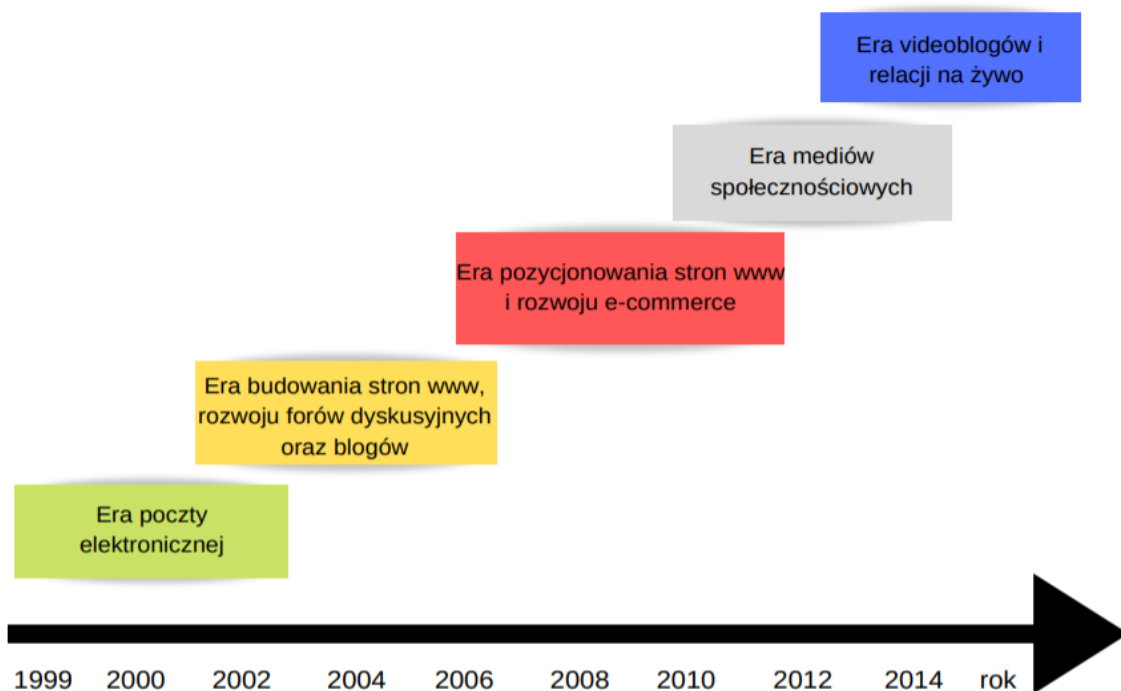 Era videoblogów i
relacji na żywo
Era mediów
społecznościowych
Era pozycjonowania stron www
i rozwoju e-commerce
Era budowania stron www,
rozwoju forów dyskusyjnych
oraz blogów
Era poczty
elektronicznej
1999 2000 2002 2004 2006 2008 2010 2012 2014 rok